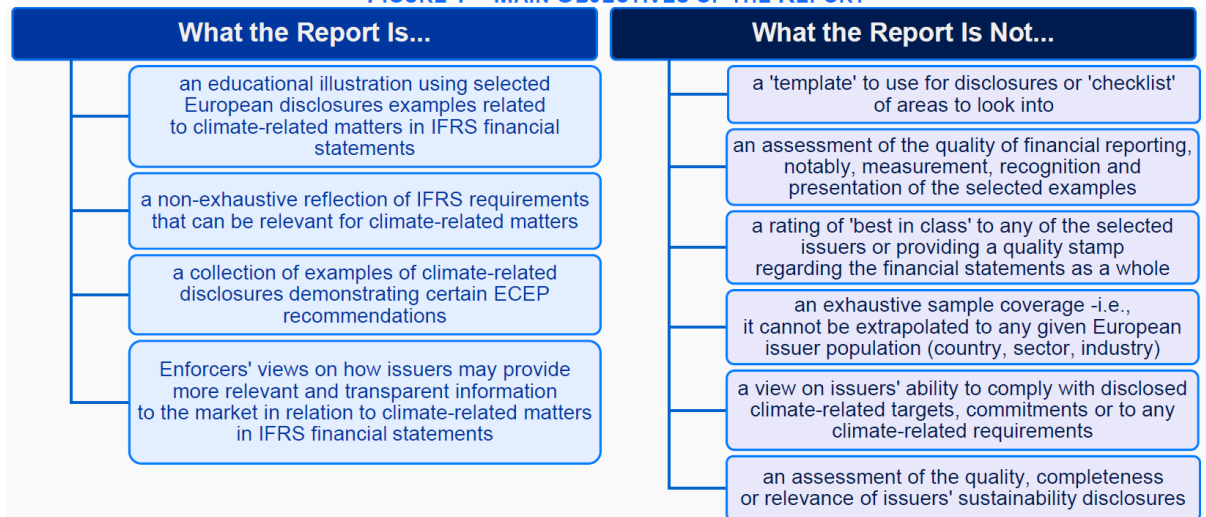 FIGURE 1 – MAIN OBJECTIVES OF THE REPORT
What the Report Is...
an educational illustration using selected
European disclosures examples related
to climate-related matters in IFRS financial
statements
a non-exhaustive reflection of IFRS requirements
that can be relevant for climate-related matters
a collection of examples of climate-related
disclosures demonstrating certain ECEP
recommendations
Enforcers' views on how issuers may provide
more relevant and transparent information
to the market in relation to climate-related matters
in IFRS financial statements
What the Report Is Not...
a 'template' to use for disclosures or 'checklist'
of areas to look into
an assessment of the quality of financial reporting,
notably, measurement, recognition and
presentation of the selected examples
a rating of 'best in class' to any of the selected
issuers or providing a quality stamp
regarding the financial statements as a whole
an exhaustive sample coverage -i.e.,
it cannot be extrapolated to any given European
issuer population (country, sector, industry)
a view on issuers' ability to comply with disclosed
climate-related targets, commitments or to any
climate-related requirements
an assessment of the quality, completeness
or relevance of issuers' sustainability disclosures